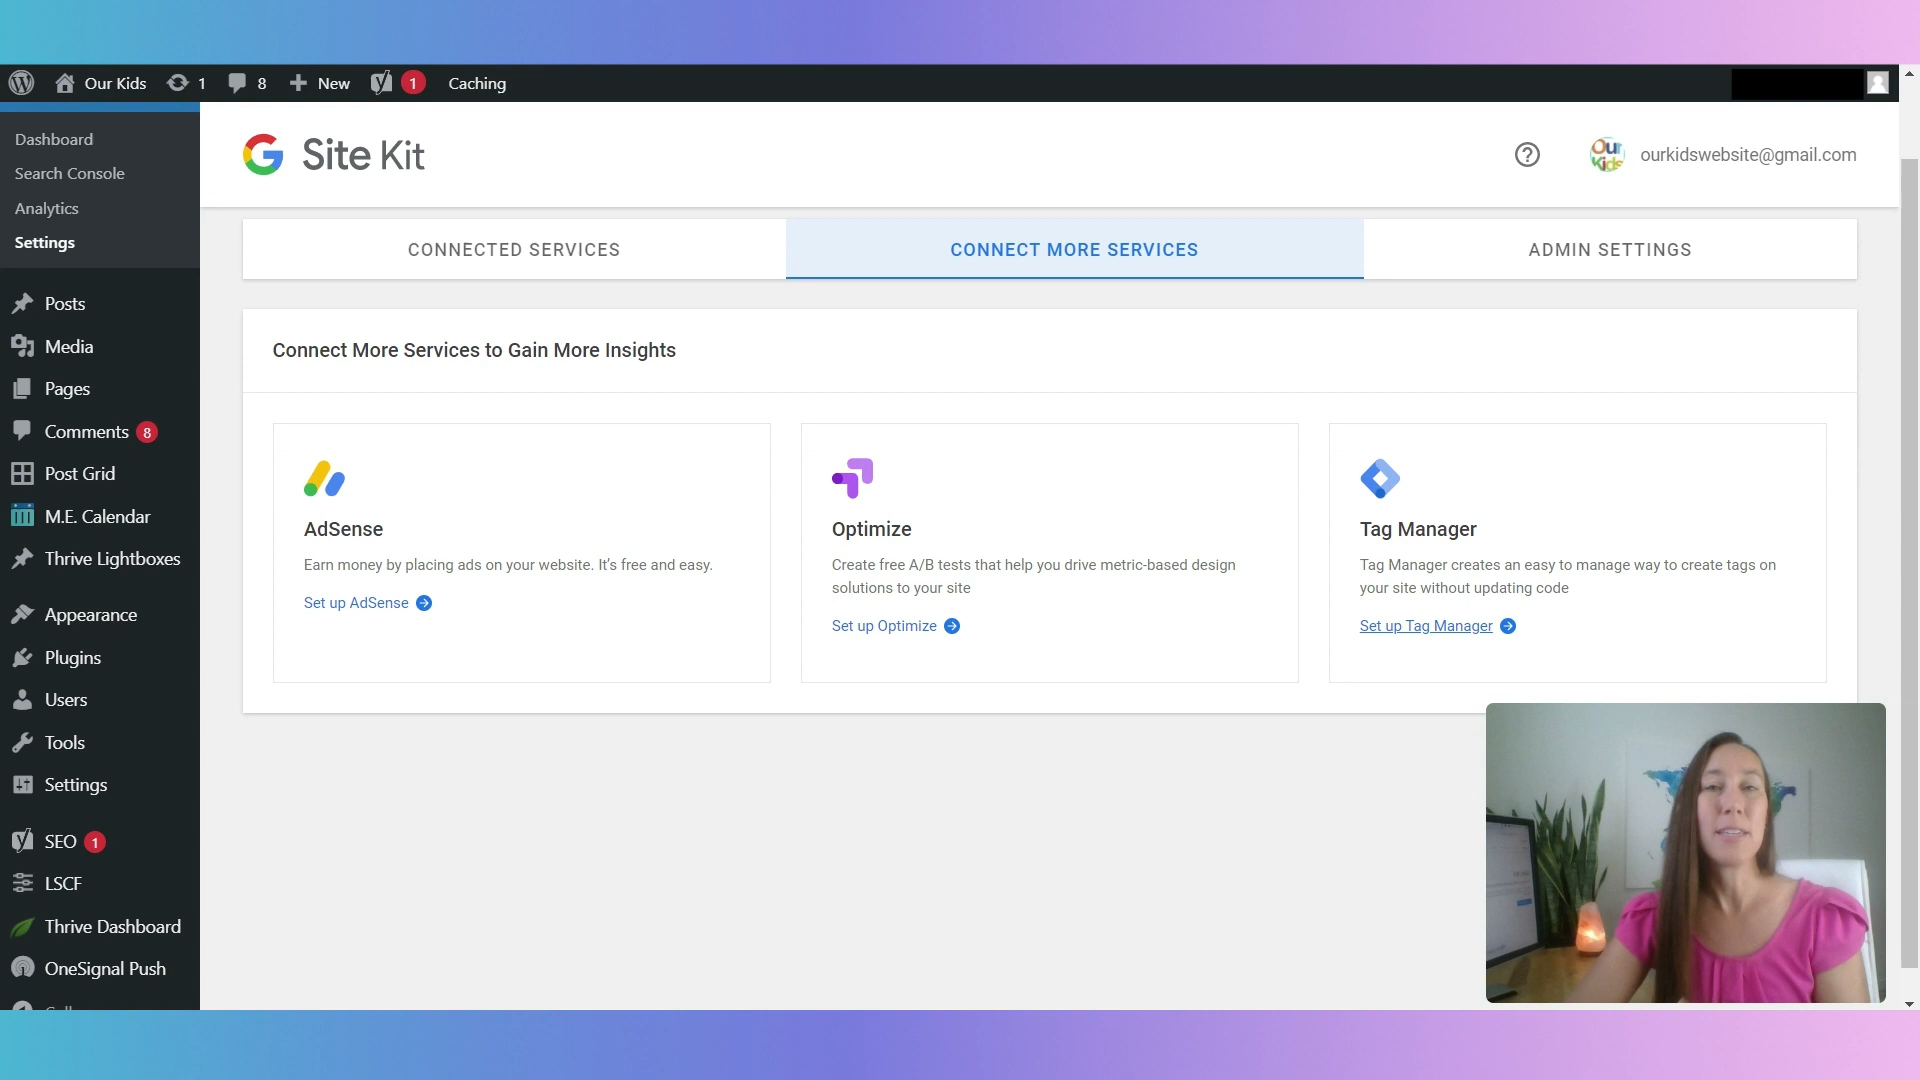 Our Kids 1 8 New 1 Caching
Dashboard
Search Console
Analytics
Settings
Posts
Media
Pages
Comments 8
Post Grid
M.E. Calendar
Thrive Lightboxes
Appearance
Plugins
Users
Tools
Settings
SEO 1
LSCF
Thrive Dashboard
OneSignal Push
Site Kit
Our
Kids
ourkidswebsite@gmail.com
CONNECTED SERVICES
CONNECT MORE SERVICES
ADMIN SETTINGS
Connect More Services to Gain More Insights
AdSense
Earn money by placing ads on your website. It’s free and easy.
Set up AdSense
Optimize
Create free A/B tests that help you drive metric-based design
solutions to your site
Set up Optimize
Tag Manager
Tag Manager creates an easy to manage way to create tags on
your site without updating code
Set up Tag Manager